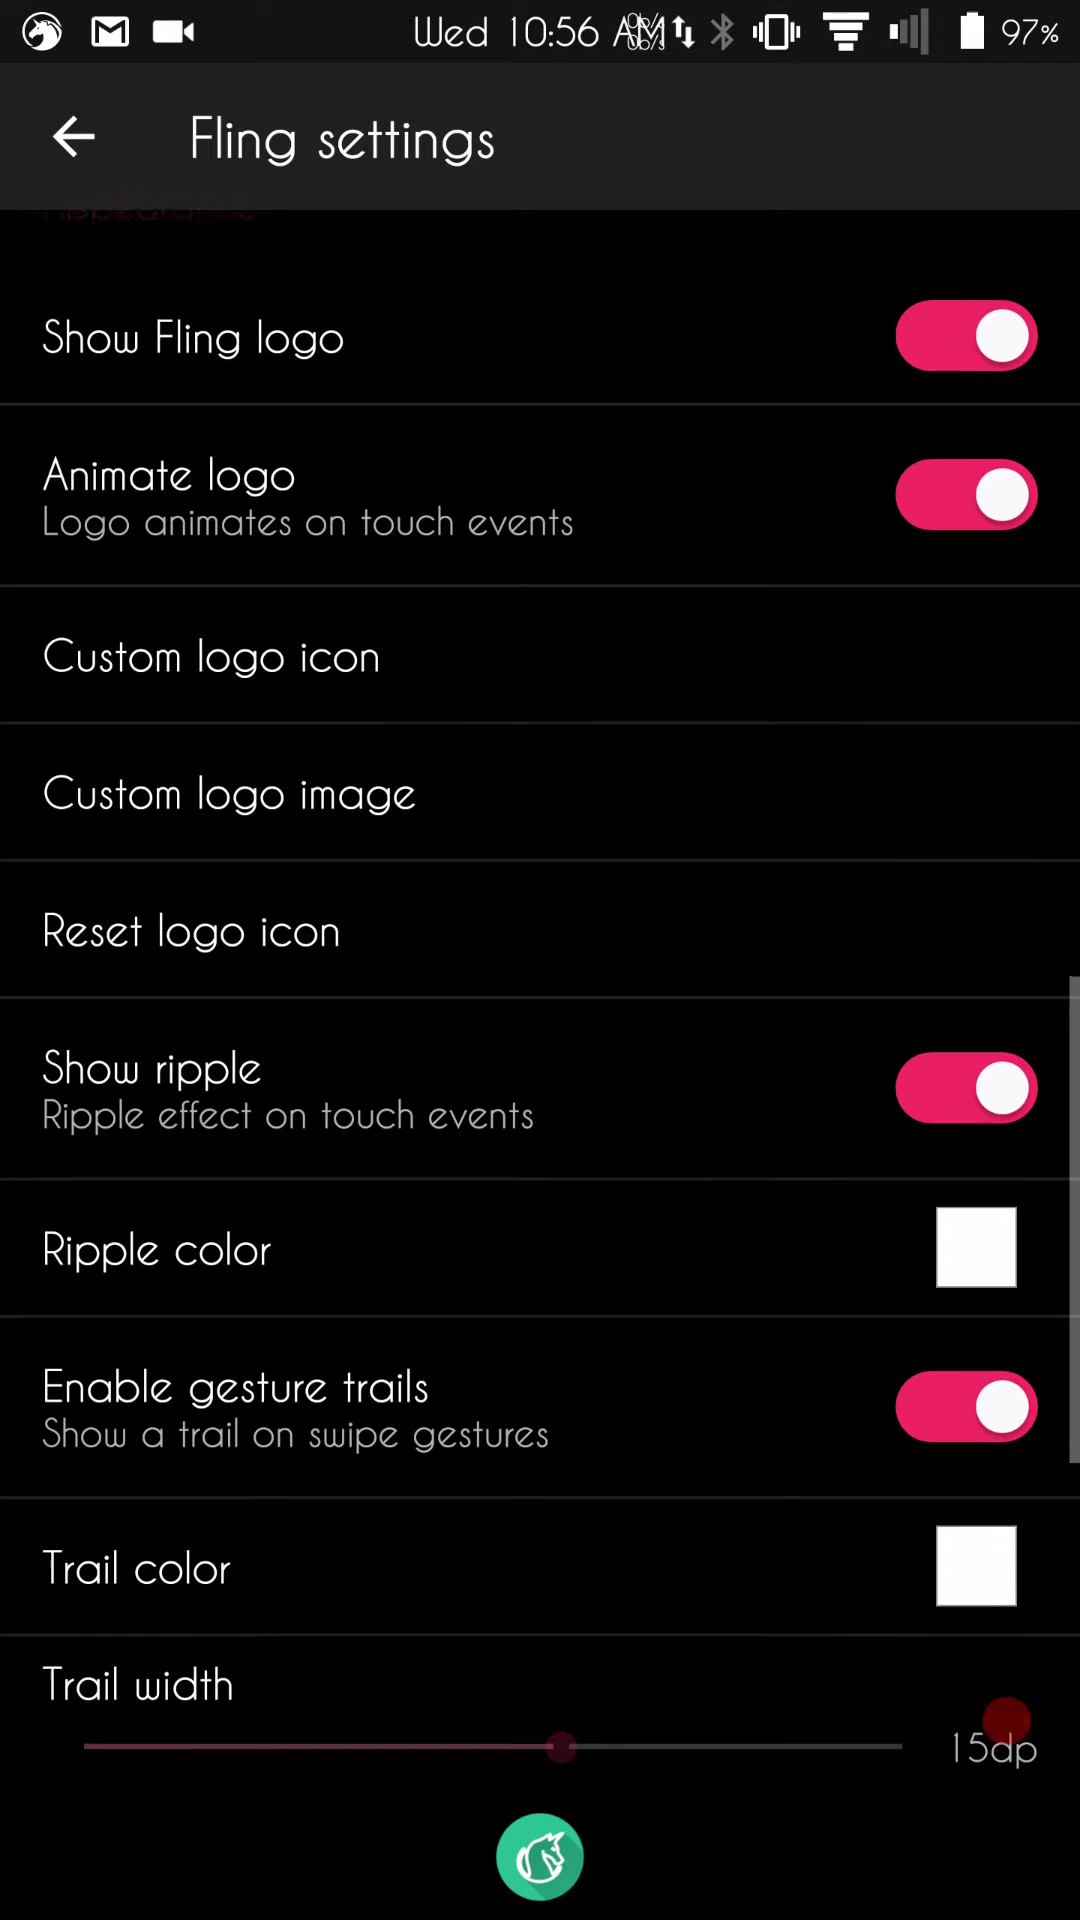 Wed 10:56 AM 97%
Fling settings
Show Fling logo
Animate logo
Logo animates on touch events
Custom logo icon
Custom logo image
Reset logo icon
Show ripple
Ripple effect on touch events
Ripple color
Enable gesture trails
Show a trail on swipe gestures
Trail color
Trail width
15dp